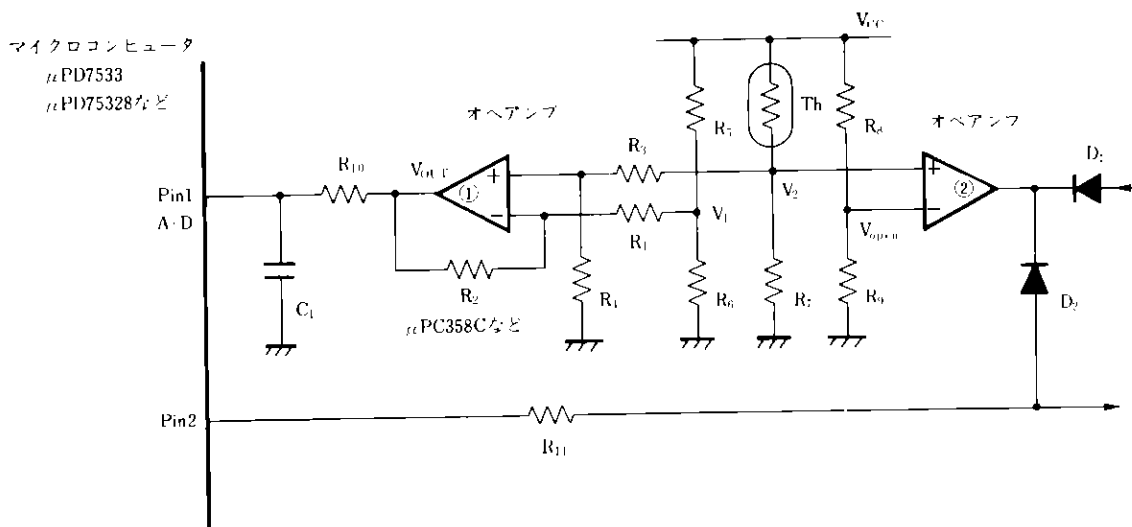 マイクロコンピュータ
μPD7533
μPD75328など
オペアンプ
オペアンプ
VCC
Th
R5
R8
D1
R10
VOUT
①
+
−
R3
R1
V1
V2
Vopen
+
−
②
Pin1
A-D
C1
R2
μPC358Cなど
R4
R6
R7
R9
D2
Pin2
R11